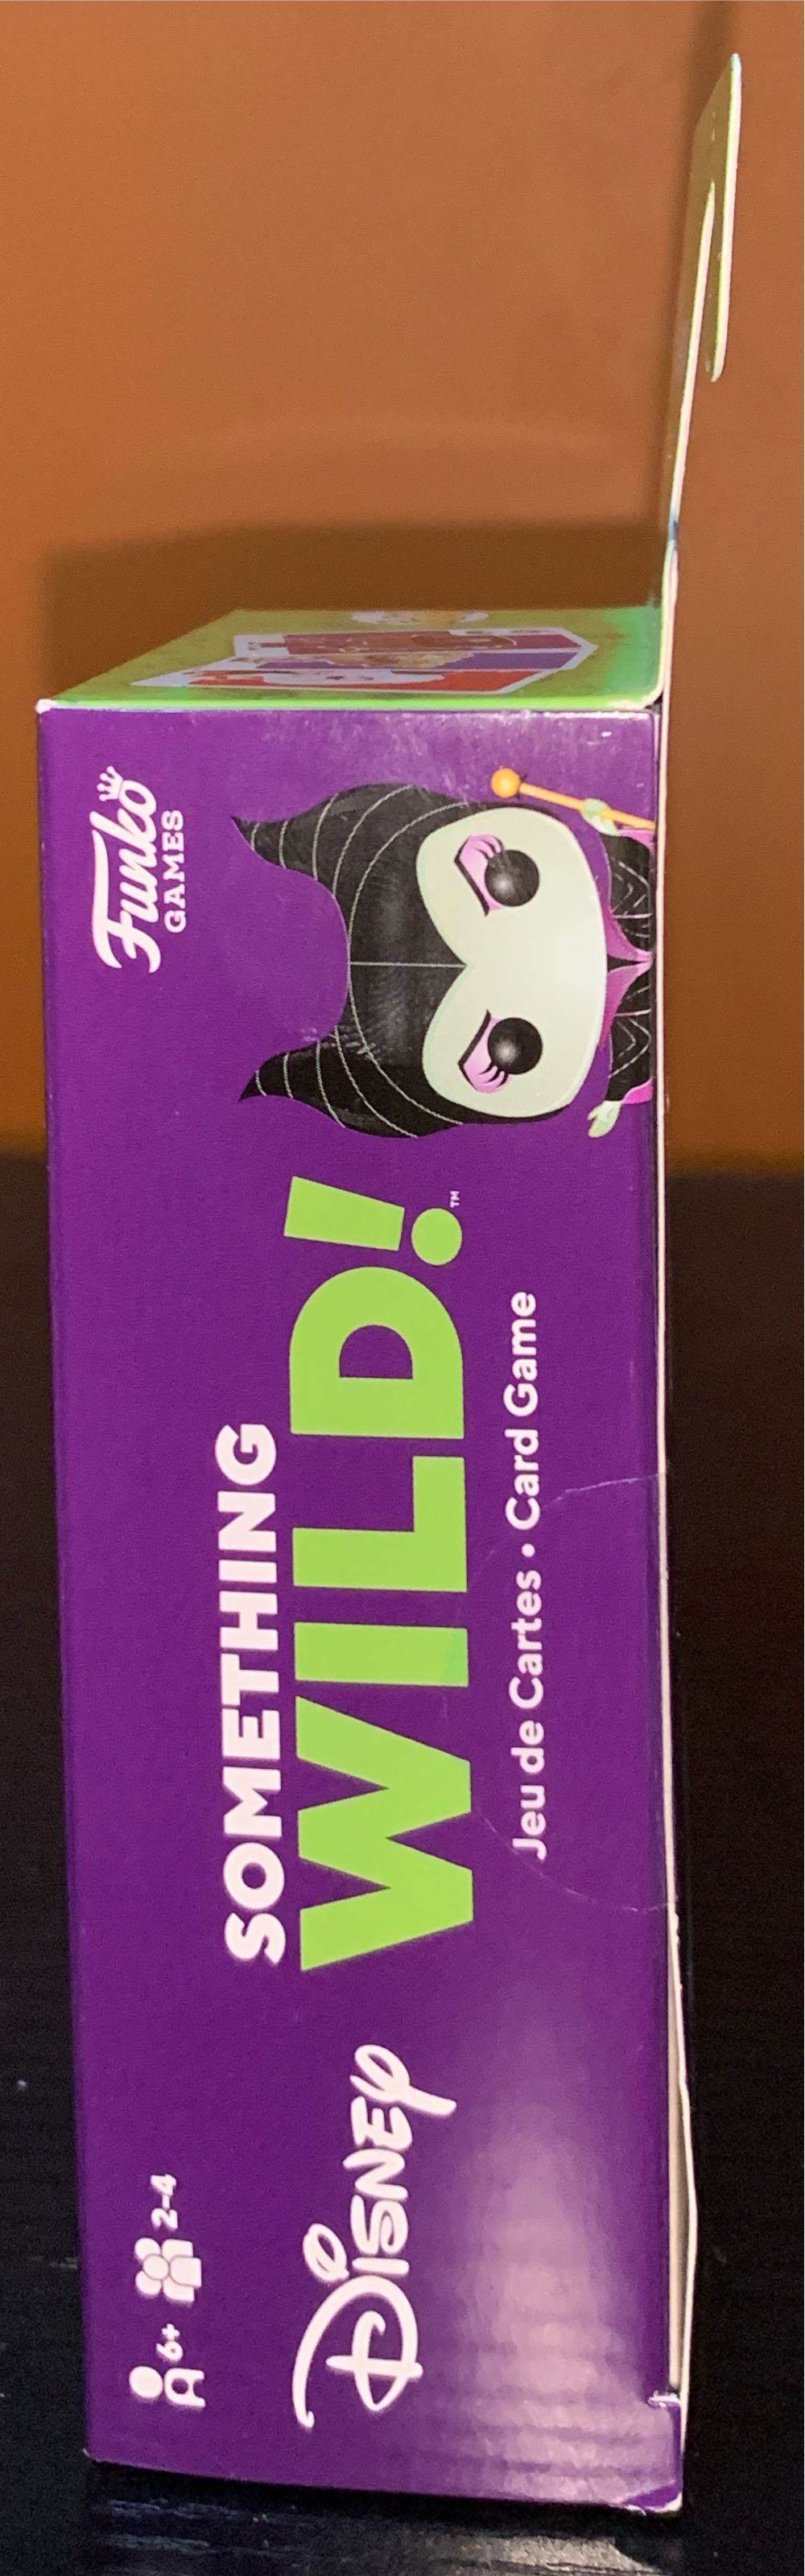 6+ 2-4
Disney
SOMETHING
WILD!™
Jeu de Cartes • Card Game
Funko
GAMES